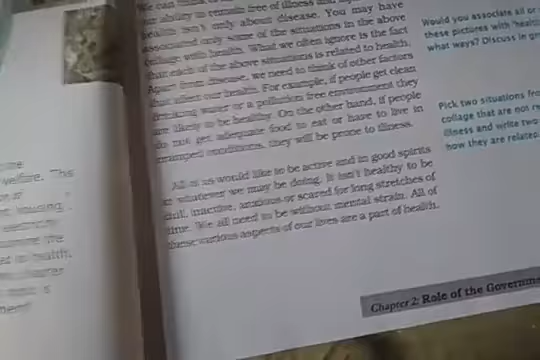 our ability to remain free of illness and
health isn't only about disease. You may have
associated only some of the situations in the above
collage with health. What we often ignore is the fact
that each of the above situations is related to health.
Apart from disease, we need to think of other factors
that affect our health. For example, if people get clean
drinking water or a pollution free environment they
are likely to be healthy. On the other hand, if people
do not get adequate food to eat or have to live in
cramped conditions, they will be prone to illness.
All of us would like to be active and in good spirits
in whatever we may be doing. It isn't healthy to be
dull, inactive, anxious or scared for long stretches of
time. We all need to be without mental strain. All of
these various aspects of our lives are a part of health.
Would you associate all or
these pictures with 'health
what ways? Discuss in gr
Pick two situations fro
collage that are not re
illness and write two
how they are related
Chapter 2: Role of the Governme
welfare. This
housing,
health.